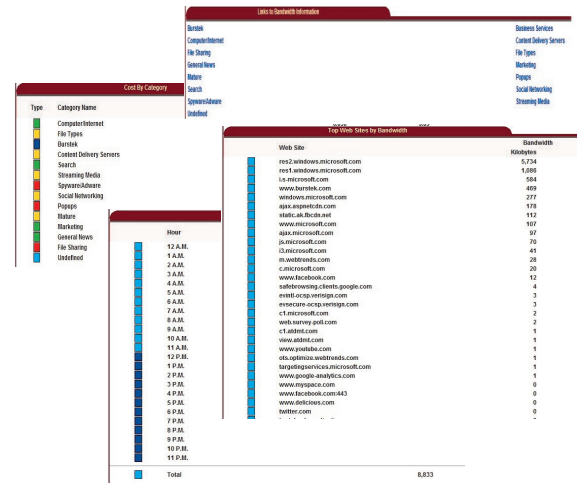 Links to Bandwidth Information
Burstek
Computer/Internet
File Sharing
General News
Mature
Search
Spyware/Adware
Undefined
Business Services
Content Delivery Servers
File Types
Marketing
Popups
Social Networking
Streaming Media
Cost By Category
Type Category Name
Computer/Internet
File Types
Burstek
Content Delivery Servers
Search
Streaming Media
Spyware/Adware
Social Networking
Popups
Mature
Marketing
General News
File Sharing
Undefined
Top Web Sites by Bandwidth
Web Site Bandwidth
Kilobytes
res2.windows.microsoft.com 5,734
res1.windows.microsoft.com 1,086
i.s-microsoft.com 584
www.burstek.com 469
windows.microsoft.com 277
ajax.aspnetcdn.com 178
static.ak.fbcdn.net 112
www.microsoft.com 107
ajax.microsoft.com 97
js.microsoft.com 70
i3.microsoft.com 41
m.webtrends.com 28
c.microsoft.com 20
www.facebook.com 12
safebrowsing.clients.google.com 4
evintl-ocsp.verisign.com 3
evsecure-ocsp.verisign.com 3
c1.microsoft.com 2
web.survey-poll.com 2
c1.atdmt.com 1
view.atdmt.com 1
www.youtube.com 1
ots.optimize.webtrends.com 1
targetingservices.microsoft.com 1
www.google-analytics.com 1
www.myspace.com 0
www.facebook.com:443 0
www.delicious.com 0
twitter.com 0
Hour
12 A.M.
1 A.M.
2 A.M.
3 A.M.
4 A.M.
5 A.M.
6 A.M.
7 A.M.
8 A.M.
9 A.M.
10 A.M.
11 A.M.
12 P.M.
1 P.M.
2 P.M.
3 P.M.
4 P.M.
5 P.M.
6 P.M.
7 P.M.
8 P.M.
9 P.M.
10 P.M.
11 P.M.
Total 8,833